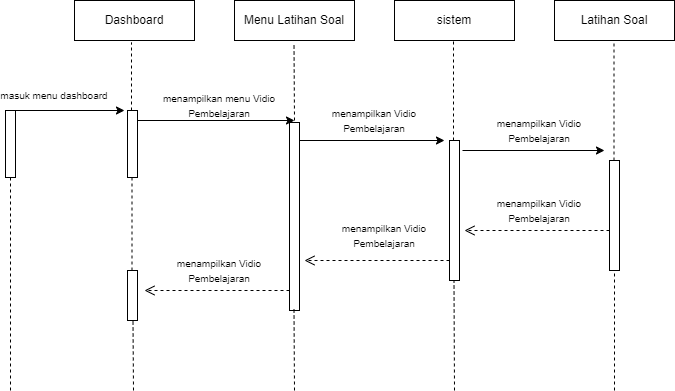 Dashboard
Menu Latihan Soal
sistem
Latihan Soal
masuk menu dashboard
menampilkan menu Vidio
Pembelajaran
menampilkan Vidio
Pembelajaran
menampilkan Vidio
Pembelajaran
menampilkan Vidio
Pembelajaran
menampilkan Vidio
Pembelajaran
menampilkan Vidio
Pembelajaran